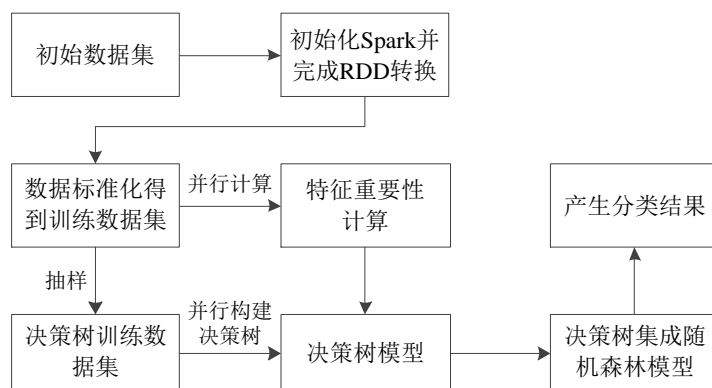 初始数据集
初始化Spark并
完成RDD转换
数据标准化得
到训练数据集
并行计算
特征重要性
计算
产生分类结果
抽样
决策树训练数
据集
并行构建
决策树
决策树模型
决策树集成随
机森林模型